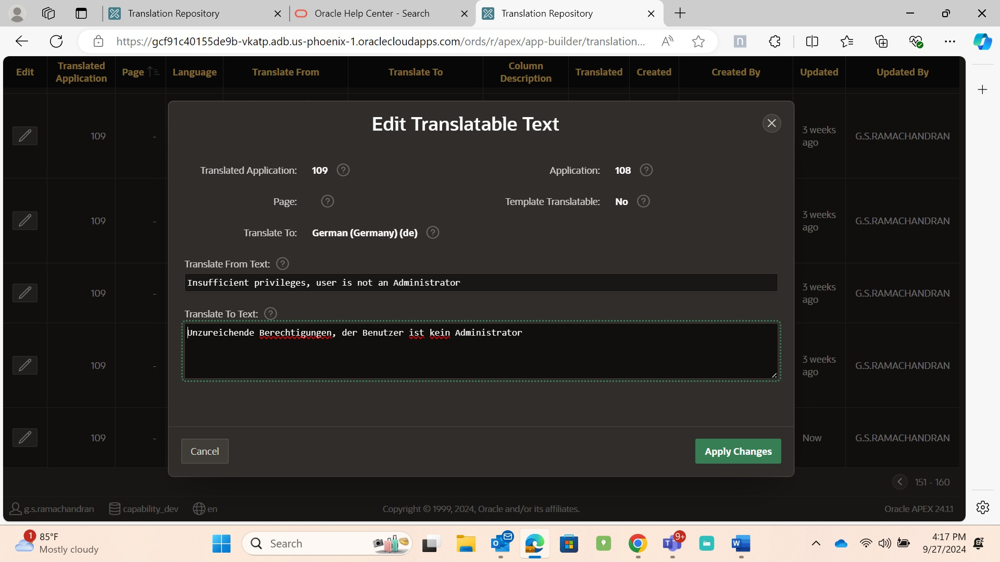 Translation Repository
Oracle Help Center - Search
Translation Repository
https://gcf91c40155de9b-vkatp.adb.us-phoenix-1.oraclecloudapps.com/ords/r/apex/app-builder/translation...
Edit Translated Application Page Language Translate From Translate To Column Description Translated Created Created By Updated Updated By
Edit Translatable Text
Translated Application: 109
Application: 108
Page:
Template Translatable: No
Translate To: German (Germany) (de)
Translate From Text:
Insufficient privileges, user is not an Administrator
Translate To Text:
Unzureichende Berechtigungen, der Benutzer ist kein Administrator
Cancel
Apply Changes
109 - 3 weeks ago G.S.RAMACHANDRAN
109 - 3 weeks ago G.S.RAMACHANDRAN
109 - 3 weeks ago G.S.RAMACHANDRAN
109 - 3 weeks ago G.S.RAMACHANDRAN
109 - Now G.S.RAMACHANDRAN
151 - 160
g.s.ramachandran capability_dev en
Copyright © 1999, 2024, Oracle and/or its affiliates.
Oracle APEX 24.1.1
1
85°F
Mostly cloudy
Search
9+
4:17 PM
9/27/2024